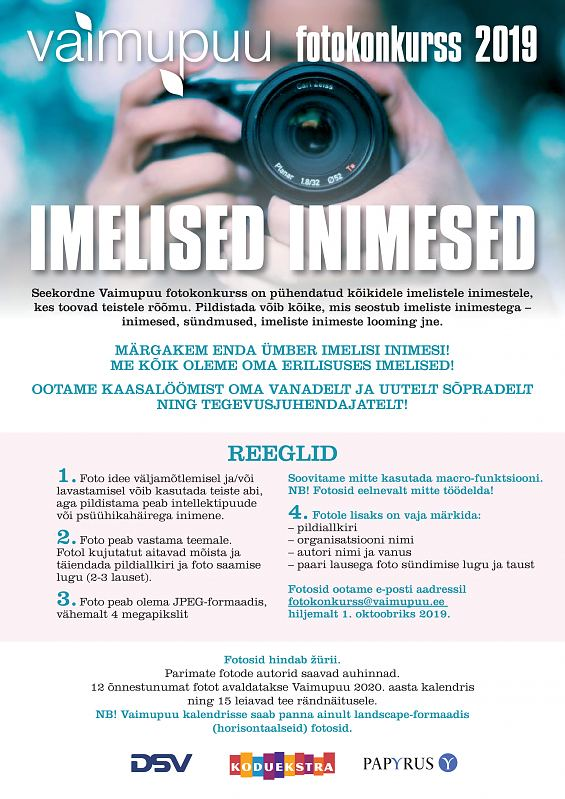 vaimupuu fotokonkurss 2019
Carl Zeiss
Planar 1.8/32 Ø52 T*
IMELISED INIMESED
Seekordne Vaimupuu fotokonkurss on pühendatud kõikidele imelistele inimestele,
kes toovad teistele rõõmu. Pildistada võib kõike, mis seostub imeliste inimestega –
inimesed, sündmused, imeliste inimeste looming jne.
MÄRGAKEM ENDA ÜMBER IMELISI INIMESI!
ME KÕIK OLEME OMA ERILISUSES IMELISED!
OOTAME KAASALÖÖMIST OMA VANADELT JA UUTELT SÕPRADELT
NING TEGEVUSJUHENDAJATELT!
REEGLID
1. Foto idee väljamõtlemisel ja/või
lavastamisel võib kasutada teiste abi,
aga pildistama peab intellektipuude
või psüühikahäirega inimene.
2. Foto peab vastama teemale.
Fotol kujutatut aitavad mõista ja
täiendada pildiallkiri ja foto saamise
lugu (2-3 lauset).
3. Foto peab olema JPEG-formaadis,
vähemalt 4 megapikslit
Soovitame mitte kasutada macro-funktsiooni.
NB! Fotosid eelnevalt mitte töödelda!
4. Fotole lisaks on vaja märkida:
– pildiallkiri
– organisatsiooni nimi
– autori nimi ja vanus
– paari lausega foto sündimise lugu ja taust
Fotosid ootame e-posti aadressil
fotokonkurss@vaimupuu.ee
hiljemalt 1. oktoobriks 2019.
Fotosid hindab žürii.
Parimate fotode autorid saavad auhinnad.
12 õnnestunumat fotot avaldatakse Vaimupuu 2020. aasta kalendris
ning 15 leiavad tee rändnäitusele.
NB! Vaimupuu kalendrisse saab panna ainult landscape-formaadis
(horisontaalseid) fotosid.
DSV KODUEKSTRA PAPYRUS